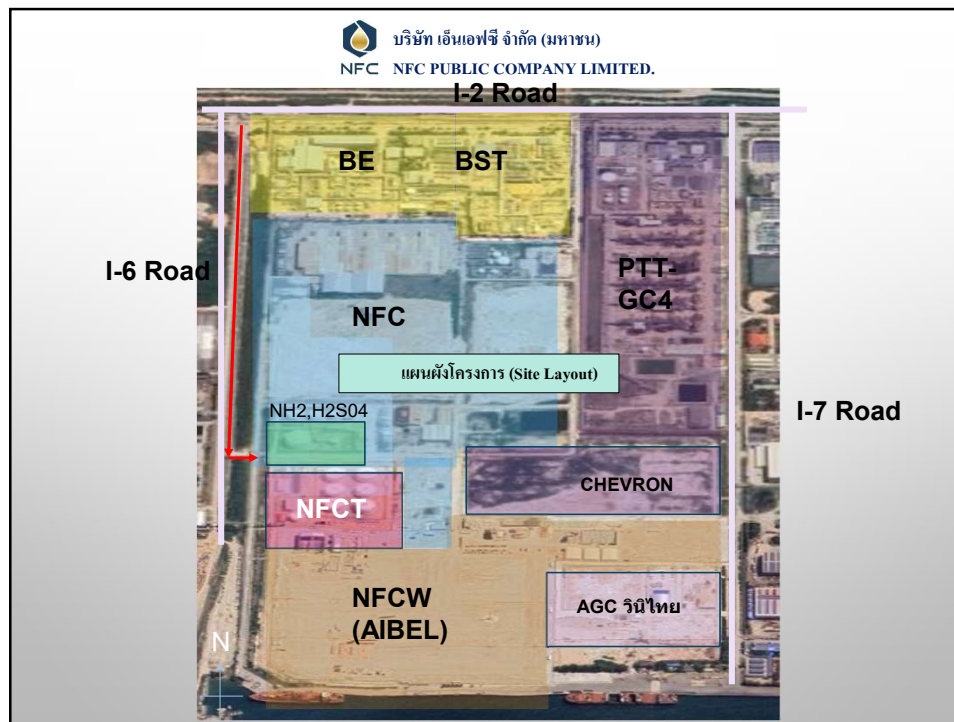 บริษัท เอ็นเอฟซี จำกัด (มหาชน)
NFC NFC PUBLIC COMPANY LIMITED.
I-2 Road
BE BST
I-6 Road
PTT-
GC4
NFC
แผนผังโครงการ (Site Layout)
I-7 Road
NH2,H2S04
CHEVRON
NFCT
NFCW
(AIBEL)
AGC วินิไทย
N